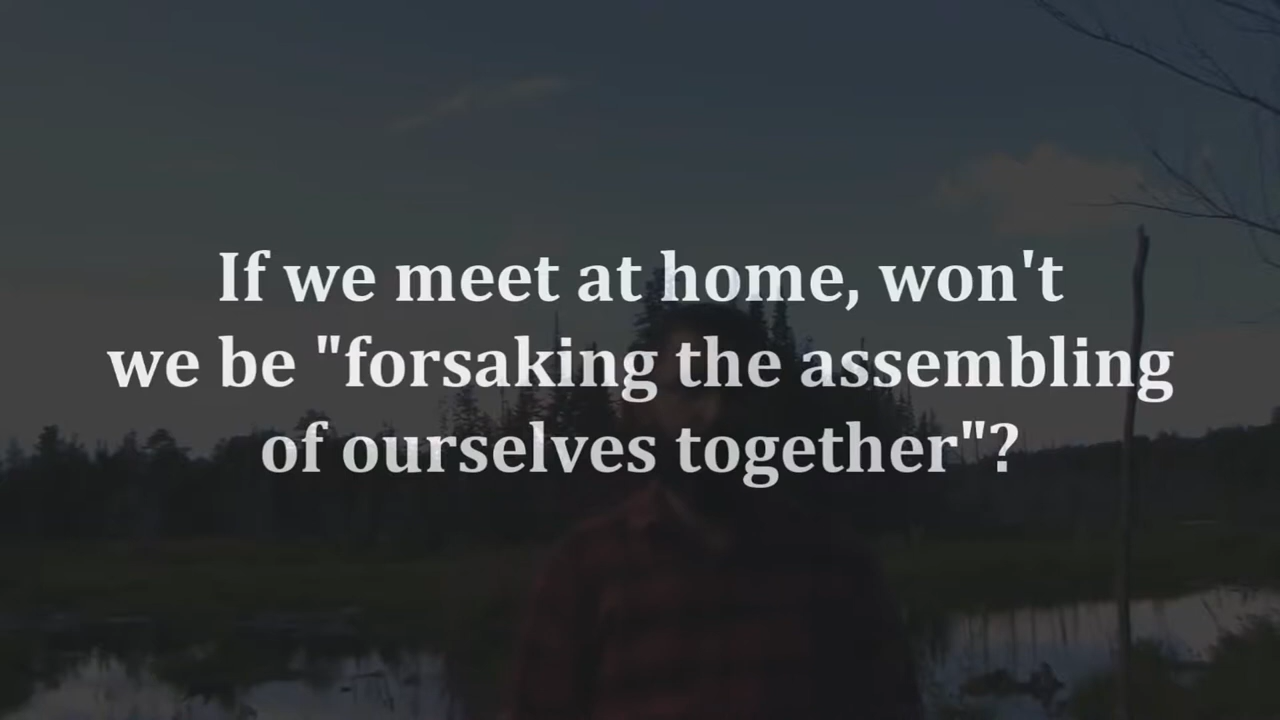 If we meet at home, won't
we be "forsaking the assembling
of ourselves together"?